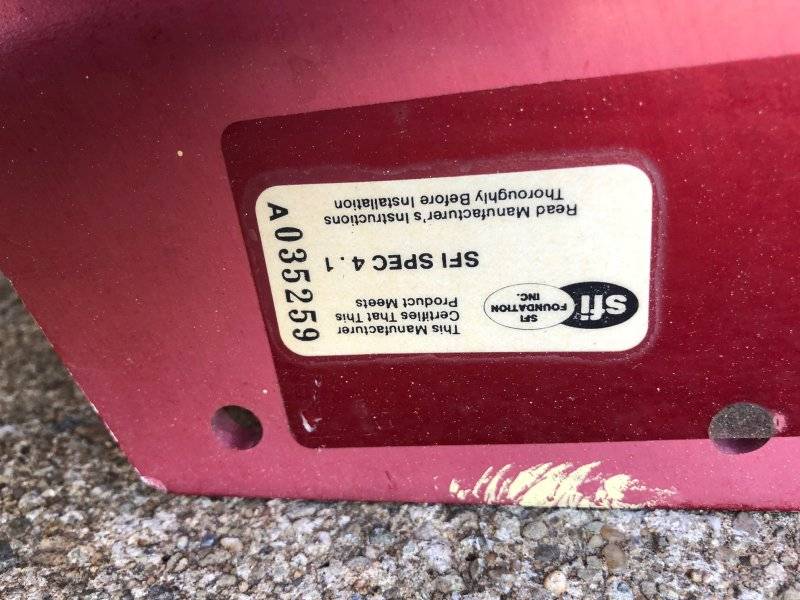 sfi
SFI
FOUNDATION
INC.
This Manufacturer
Certifies That This
Product Meets
SFI SPEC 4.1
Read Manufacturer's Instructions
Thoroughly Before Installation
A035259